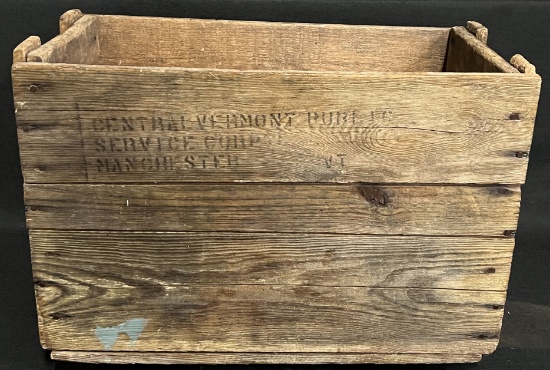 CENTRAL VERMONT PUBLIC
SERVICE CORP
MANCHESTER VT